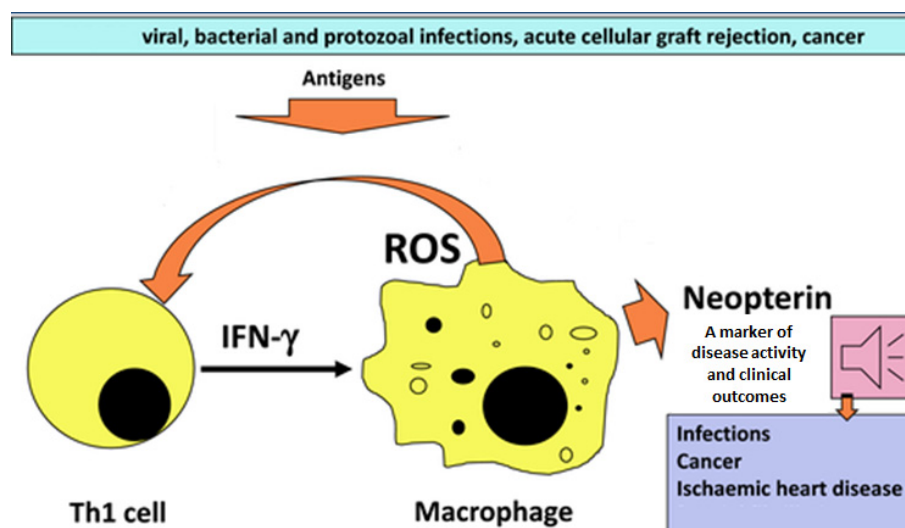 viral, bacterial and protozoal infections, acute cellular graft rejection, cancer
Antigens
ROS
IFN-γ
Neopterin
A marker of
disease activity
and clinical
outcomes
Infections
Cancer
Ischaemic heart disease
Th1 cell
Macrophage